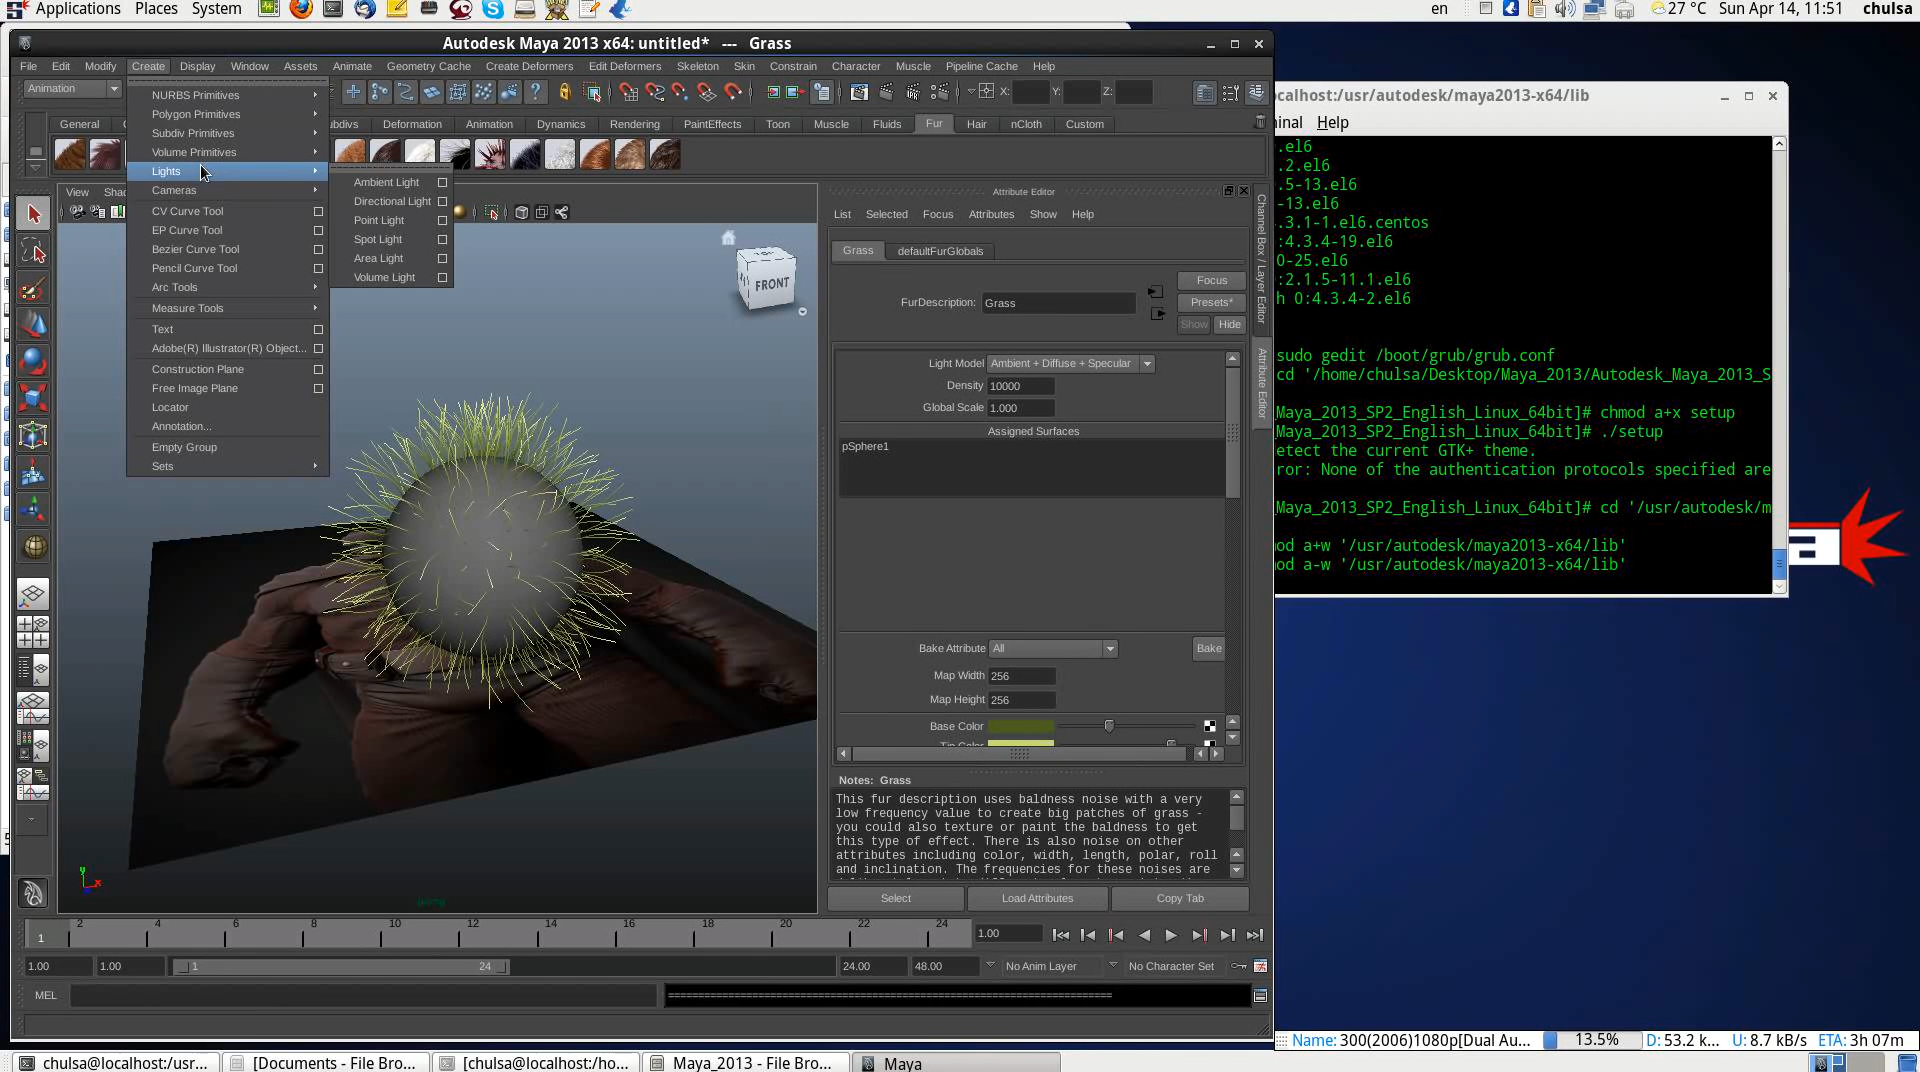 Applications Places System
en 27 °C Sun Apr 14, 11:51 chulsa
Autodesk Maya 2013 x64: untitled* --- Grass
File Edit Modify Create Display Window Assets Animate Geometry Cache Create Deformers Edit Deformers Skeleton Skin Constrain Character Muscle Pipeline Cache Help
Animation
X: Y: Z:
General
Deformation Animation Dynamics Rendering PaintEffects Toon Muscle Fluids Fur Hair nCloth Custom
NURBS Primitives
Polygon Primitives
Subdiv Primitives
Volume Primitives
Lights
Cameras
CV Curve Tool
EP Curve Tool
Bezier Curve Tool
Pencil Curve Tool
Arc Tools
Measure Tools
Text
Adobe(R) Illustrator(R) Object...
Construction Plane
Free Image Plane
Locator
Annotation...
Empty Group
Sets
Ambient Light
Directional Light
Point Light
Spot Light
Area Light
Volume Light
View Shad
FRONT
y
x
persp
Attribute Editor
List Selected Focus Attributes Show Help
Grass defaultFurGlobals
FurDescription: Grass
Focus
Presets*
Show Hide
Light Model Ambient + Diffuse + Specular
Density 10000
Global Scale 1.000
Assigned Surfaces
pSphere1
Bake Attribute All Bake
Map Width 256
Map Height 256
Base Color
Tip Color
Notes: Grass
This fur description uses baldness noise with a very
low frequency value to create big patches of grass -
you could also texture or paint the baldness to get
this type of effect. There is also noise on other
attributes including color, width, length, polar, roll
and inclination. The frequencies for these noises are
Select Load Attributes Copy Tab
Channel Box / Layer Editor
Attribute Editor
1 2 4 6 8 10 12 14 16 18 20 22 24
1.00
1.00 1.00 1 24 24.00 48.00 No Anim Layer No Character Set
MEL
calhost:/usr/autodesk/maya2013-x64/lib
minal Help
.el6
.2.el6
.5-13.el6
-13.el6
.3.1-1.el6.centos
:4.3.4-19.el6
0-25.el6
:2.1.5-11.1.el6
h 0:4.3.4-2.el6
sudo gedit /boot/grub/grub.conf
cd '/home/chulsa/Desktop/Maya_2013/Autodesk_Maya_2013_S
Maya_2013_SP2_English_Linux_64bit]# chmod a+x setup
Maya_2013_SP2_English_Linux_64bit]# ./setup
etect the current GTK+ theme.
ror: None of the authentication protocols specified are
Maya_2013_SP2_English_Linux_64bit]# cd '/usr/autodesk/m
mod a+w '/usr/autodesk/maya2013-x64/lib'
mod a-w '/usr/autodesk/maya2013-x64/lib'
Name: 300(2006)1080p[Dual Au... 13.5% D: 53.2 k... U: 8.7 kB/s ETA: 3h 07m
chulsa@localhost:/usr... [Documents - File Bro... [chulsa@localhost:/ho... Maya_2013 - File Bro... Maya